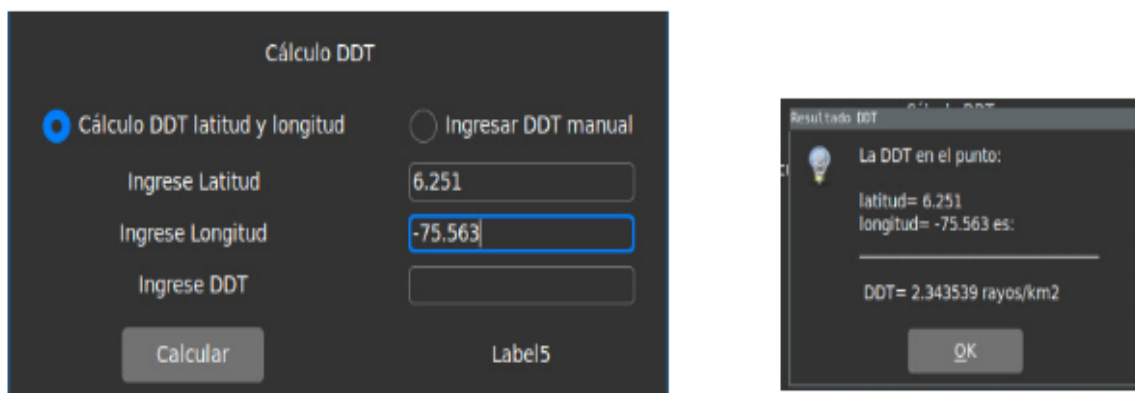 Cálculo DDT
Cálculo DDT latitud y longitud
Ingresar DDT manual
Ingrese Latitud
6.251
Ingrese Longitud
-75.563
Ingrese DDT
Calcular
Label5
Resultado DDT
La DDT en el punto:
latitud= 6.251
longitud= -75.563 es:
DDT= 2.343539 rayos/km2
OK